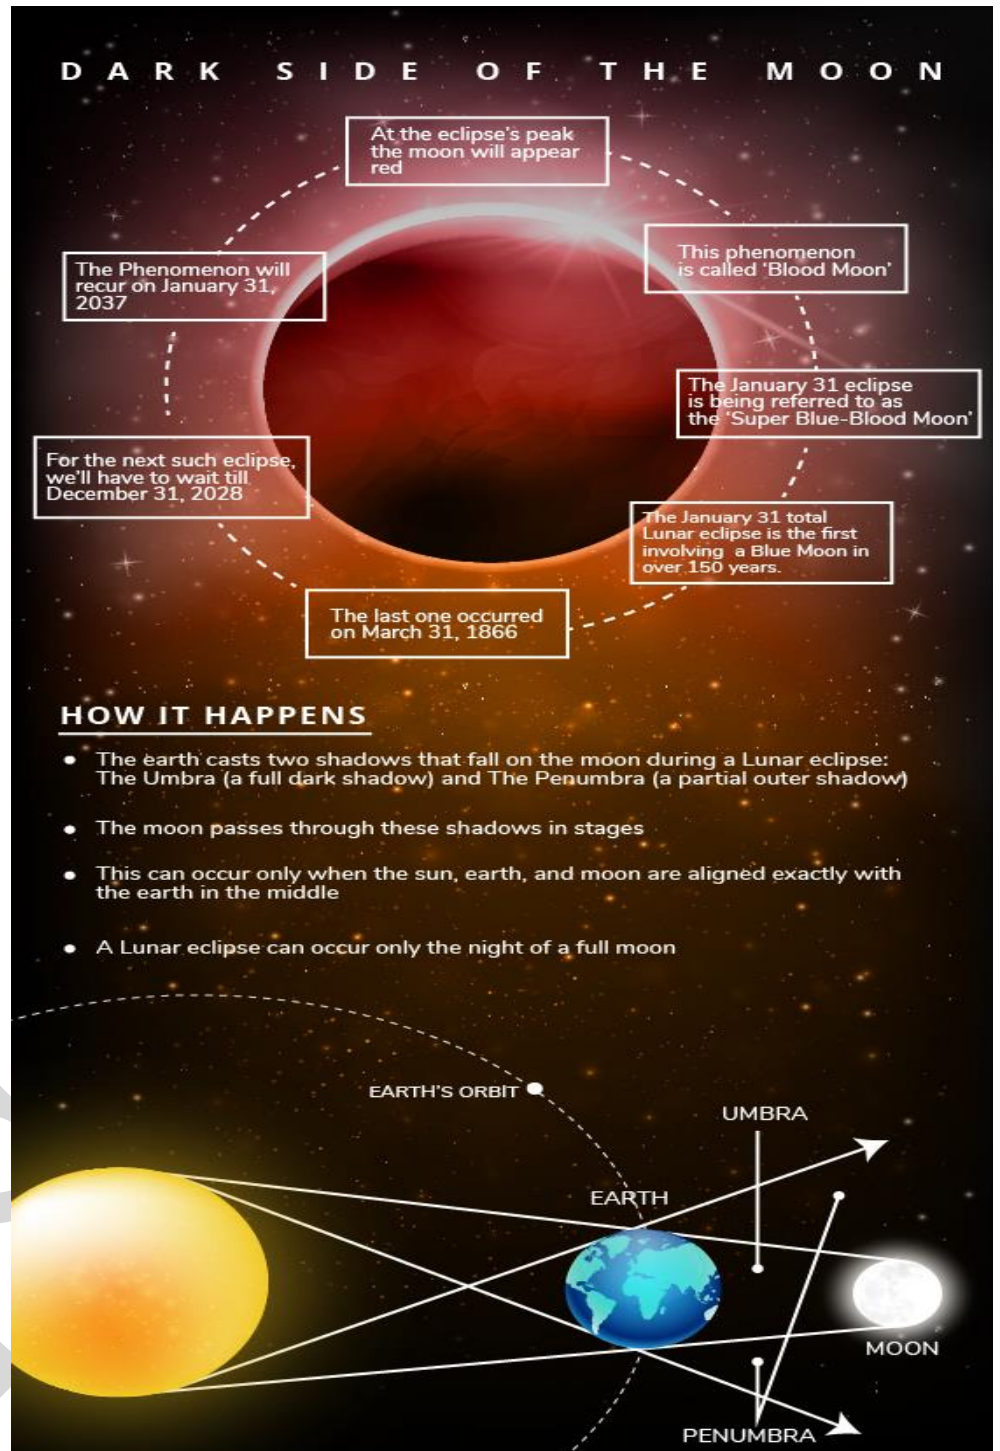 DARK SIDE OF THE MOON
At the eclipse's peak
the moon will appear
red
This phenomenon
is called 'Blood Moon'
The January 31 eclipse
is being referred to as
the 'Super Blue-Blood Moon'
The January 31 total
Lunar eclipse is the first
involving a Blue Moon in
over 150 years.
The last one occurred
on March 31, 1866
For the next such eclipse,
we'll have to wait till
December 31, 2028
The Phenomenon will
recur on January 31,
2037
HOW IT HAPPENS
• The earth casts two shadows that fall on the moon during a Lunar eclipse:
The Umbra (a full dark shadow) and The Penumbra (a partial outer shadow)
• The moon passes through these shadows in stages
• This can occur only when the sun, earth, and moon are aligned exactly with
the earth in the middle
• A Lunar eclipse can occur only the night of a full moon
EARTH'S ORBIT
UMBRA
EARTH
MOON
PENUMBRA